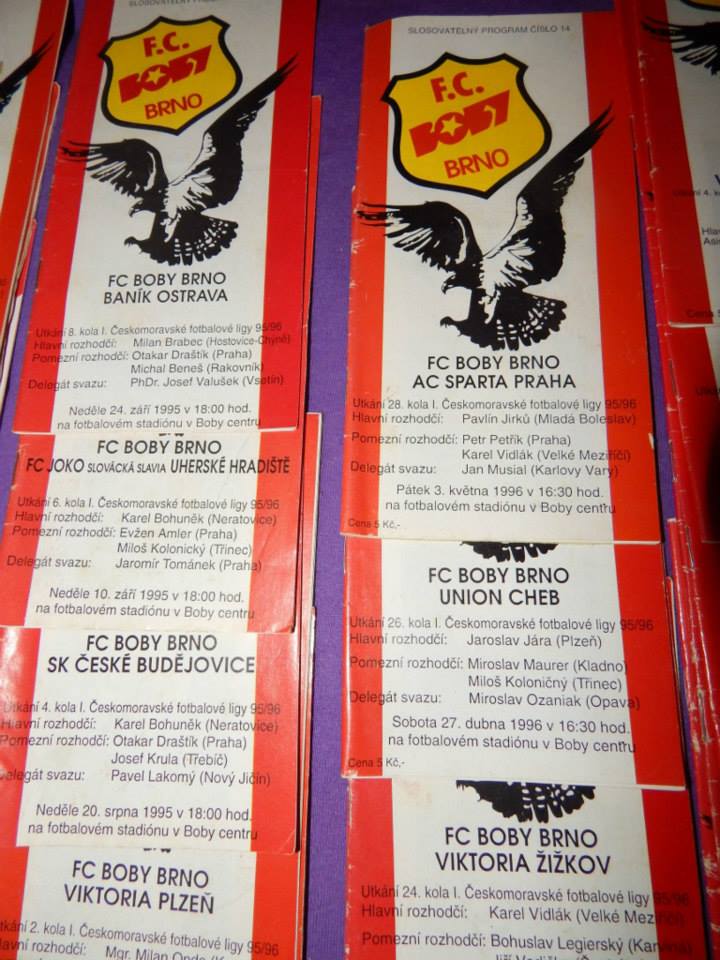 SLOSOVATELNÝ
F.C.
BOBY
BRNO
FC BOBY BRNO
BANÍK OSTRAVA
Utkání 8. kola I. Českomoravské fotbalové ligy 95/96
Hlavní rozhodčí: Milan Brabec (Hostovice-Chýně)
Pomezní rozhodčí: Otakar Draštík (Praha)
Michal Beneš (Rakovník)
Delegát svazu: PhDr. Josef Valušek (Vsetín)
Neděle 24. září 1995 v 18:00 hod.
na fotbalovém stadiónu v Boby centru
FC BOBY BRNO
FC JOKO SLOVÁCKÁ SLAVIA UHERSKÉ HRADIŠTĚ
Utkání 6. kola I. Českomoravské fotbalové ligy 95/96
Hlavní rozhodčí: Karel Bohuněk (Neratovice)
Pomezní rozhodčí: Evžen Amler (Praha)
Miloš Kolonický (Třinec)
Delegát svazu: Jaromír Tománek (Praha)
Neděle 10. září 1995 v 18:00 hod.
na fotbalovém stadiónu v Boby centru
FC BOBY BRNO
SK ČESKÉ BUDĚJOVICE
Utkání 4. kola I. Českomoravské fotbalové ligy 95/96
Hlavní rozhodčí: Karel Bohuněk (Neratovice)
Pomezní rozhodčí: Otakar Draštík (Praha)
Josef Krula (Třebíč)
Delegát svazu: Pavel Lakomý (Nový Jičín)
Neděle 20. srpna 1995 v 18:00 hod.
na fotbalovém stadiónu v Boby centru
FC BOBY BRNO
VIKTORIA PLZEŇ
Utkání 2. kola I. Českomoravské fotbalové ligy 95/96
Hlavní rozhodčí: Mgr. Milan
SLOSOVATELNÝ PROGRAM ČÍSLO 14
F.C.
BOBY
BRNO
FC BOBY BRNO
AC SPARTA PRAHA
Utkání 28. kola I. Českomoravské fotbalové ligy 95/96
Hlavní rozhodčí: Pavlín Jirků (Mladá Boleslav)
Pomezní rozhodčí: Petr Petřík (Praha)
Karel Vidlák (Velké Meziříčí)
Delegát svazu: Jan Musial (Karlovy Vary)
Pátek 3. května 1996 v 16:30 hod.
na fotbalovém stadiónu v Boby centru
Cena 5 Kč,-
FC BOBY BRNO
UNION CHEB
Utkání 26. kola I. Českomoravské fotbalové ligy 95/96
Hlavní rozhodčí: Jaroslav Jára (Plzeň)
Pomezní rozhodčí: Miroslav Maurer (Kladno)
Miloš Koloničný (Třinec)
Delegát svazu: Miroslav Ozaniak (Opava)
Sobota 27. dubna 1996 v 16:30 hod.
na fotbalovém stadiónu v Boby centru
Cena 5 Kč,-
FC BOBY BRNO
VIKTORIA ŽIŽKOV
Utkání 24. kola I. Českomoravské fotbalové ligy 95/96
Hlavní rozhodčí: Karel Vidlák (Velké Meziříčí)
Pomezní rozhodčí: Bohuslav Legierský (Karviná)
Utkání 4. k
Hla
Cena 5